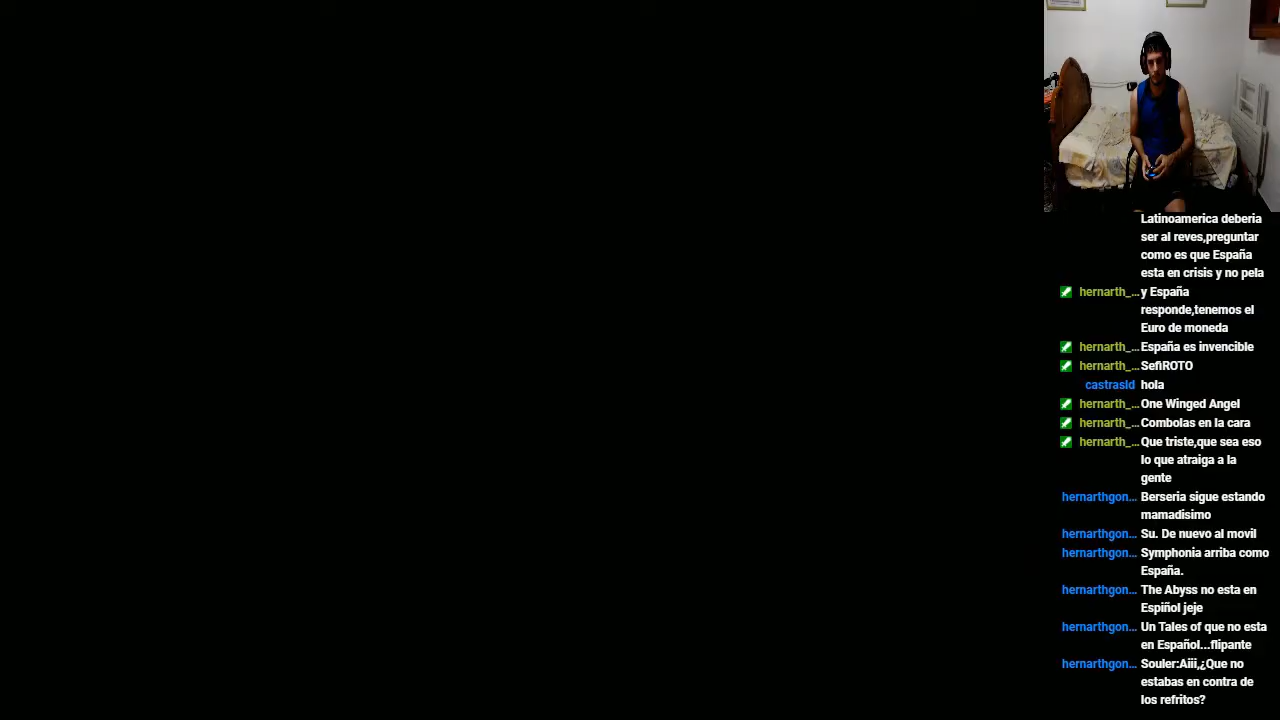 Latinoamerica deberia
ser al reves,preguntar
como es que España
esta en crisis y no pela
hernarth_... y España
responde,tenemos el
Euro de moneda
hernarth_... España es invencible
hernarth_... SefiROTO
castrasld hola
hernarth_... One Winged Angel
hernarth_... Combolas en la cara
hernarth_... Que triste,que sea eso
lo que atraiga a la
gente
hernarthgon... Berseria sigue estando
mamadisimo
hernarthgon... Su. De nuevo al movil
hernarthgon... Symphonia arriba como
España.
hernarthgon... The Abyss no esta en
Espiñol jeje
hernarthgon... Un Tales of que no esta
en Español...flipante
hernarthgon... Souler:Aiii,¿Que no
estabas en contra de
los refritos?